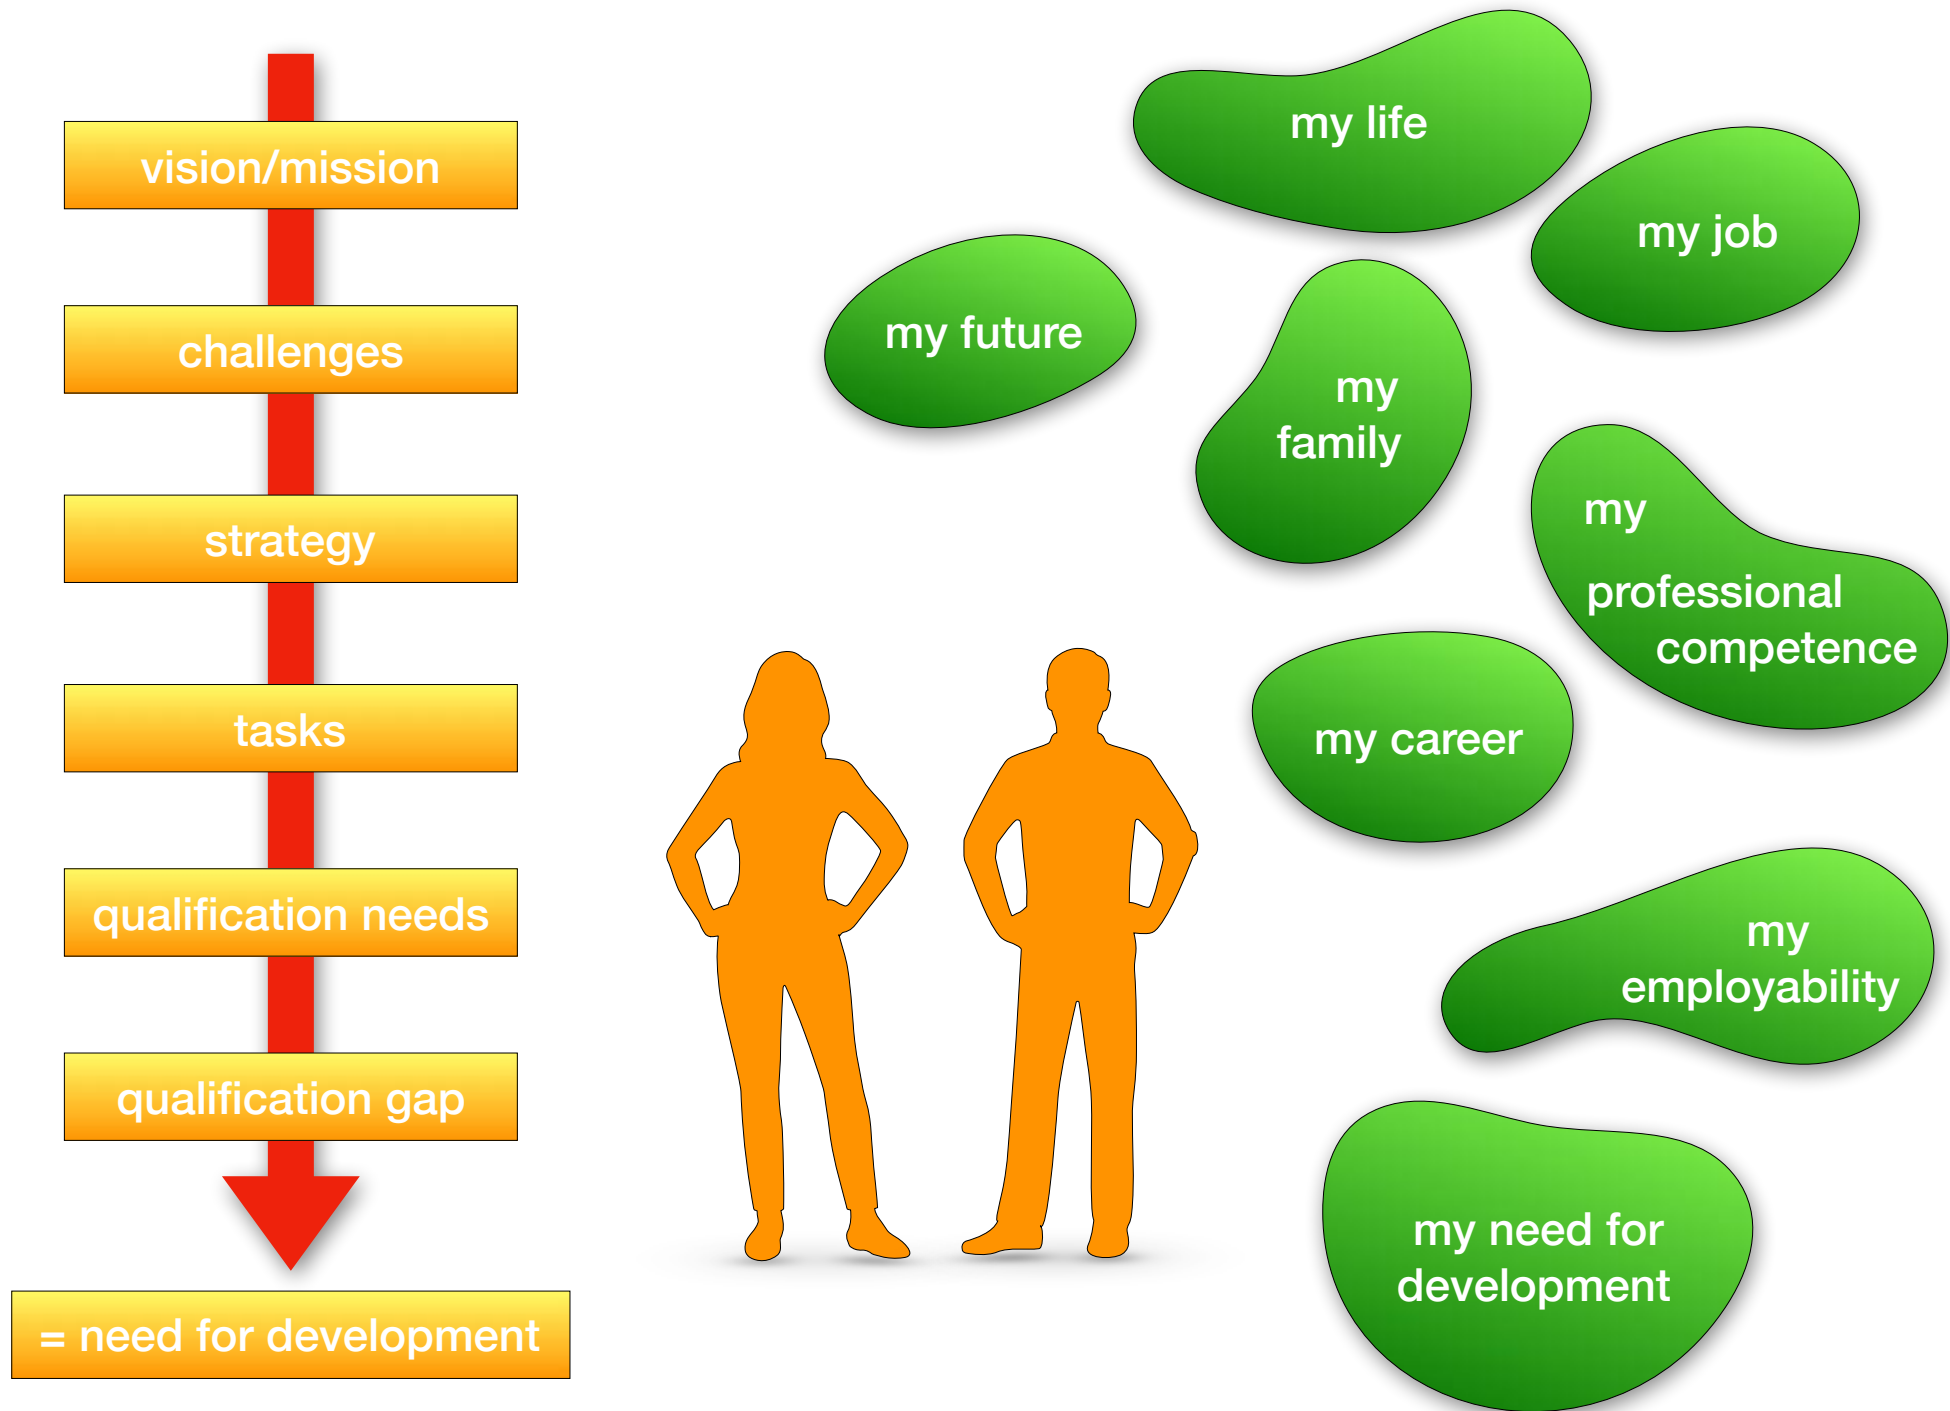 vision/mission
challenges
strategy
tasks
qualification needs
qualification gap
= need for development
my life
my job
my future
my
family
my
professional
competence
my career
my
employability
my need for
development